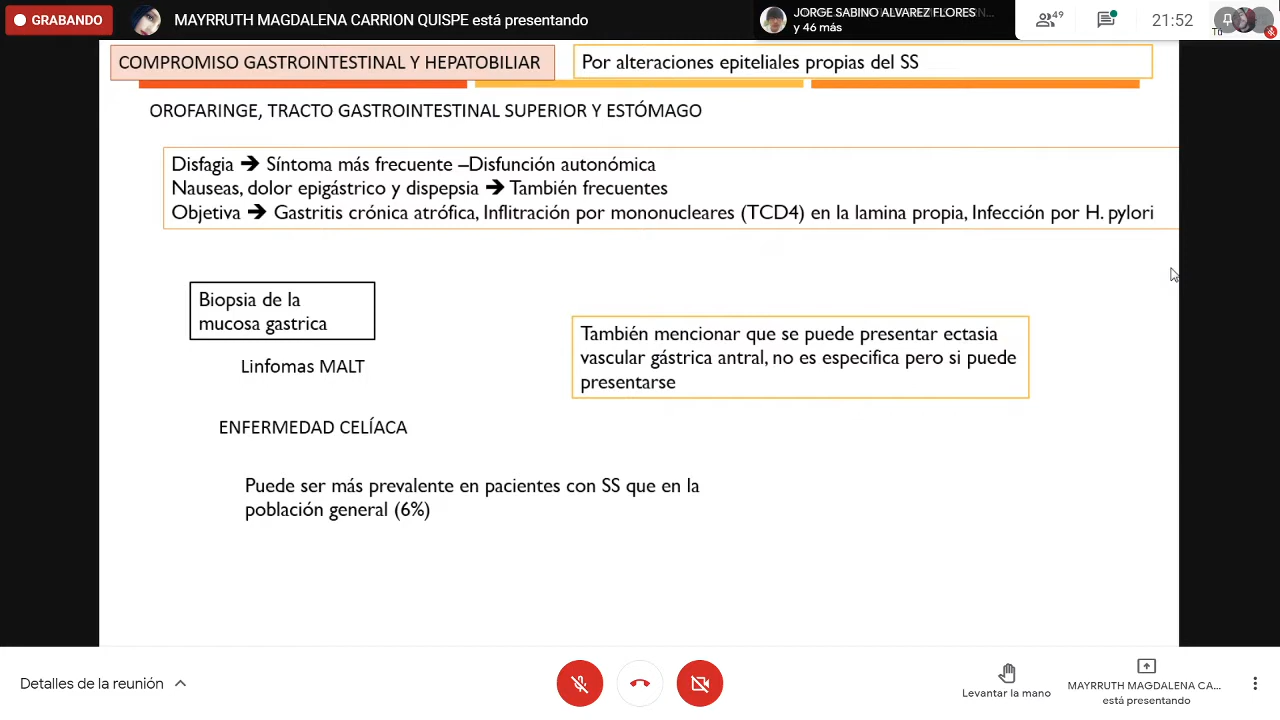 GRABANDO
MAYRRUTH MAGDALENA CARRION QUISPE está presentando
JORGE SABINO ALVAREZ FLORES
y 46 más
49
21:52
Tú
COMPROMISO GASTROINTESTINAL Y HEPATOBILIAR
Por alteraciones epiteliales propias del SS
OROFARINGE, TRACTO GASTROINTESTINAL SUPERIOR Y ESTÓMAGO
Disfagia ➔ Síntoma más frecuente –Disfunción autonómica
Nauseas, dolor epigástrico y dispepsia ➔ También frecuentes
Objetiva ➔ Gastritis crónica atrófica, Inflitración por mononucleares (TCD4) en la lamina propia, Infección por H. pylori
Biopsia de la
mucosa gastrica
Linfomas MALT
También mencionar que se puede presentar ectasia
vascular gástrica antral, no es especifica pero si puede
presentarse
ENFERMEDAD CELÍACA
Puede ser más prevalente en pacientes con SS que en la
población general (6%)
Detalles de la reunión
Levantar la mano
MAYRRUTH MAGDALENA CA...
está presentando